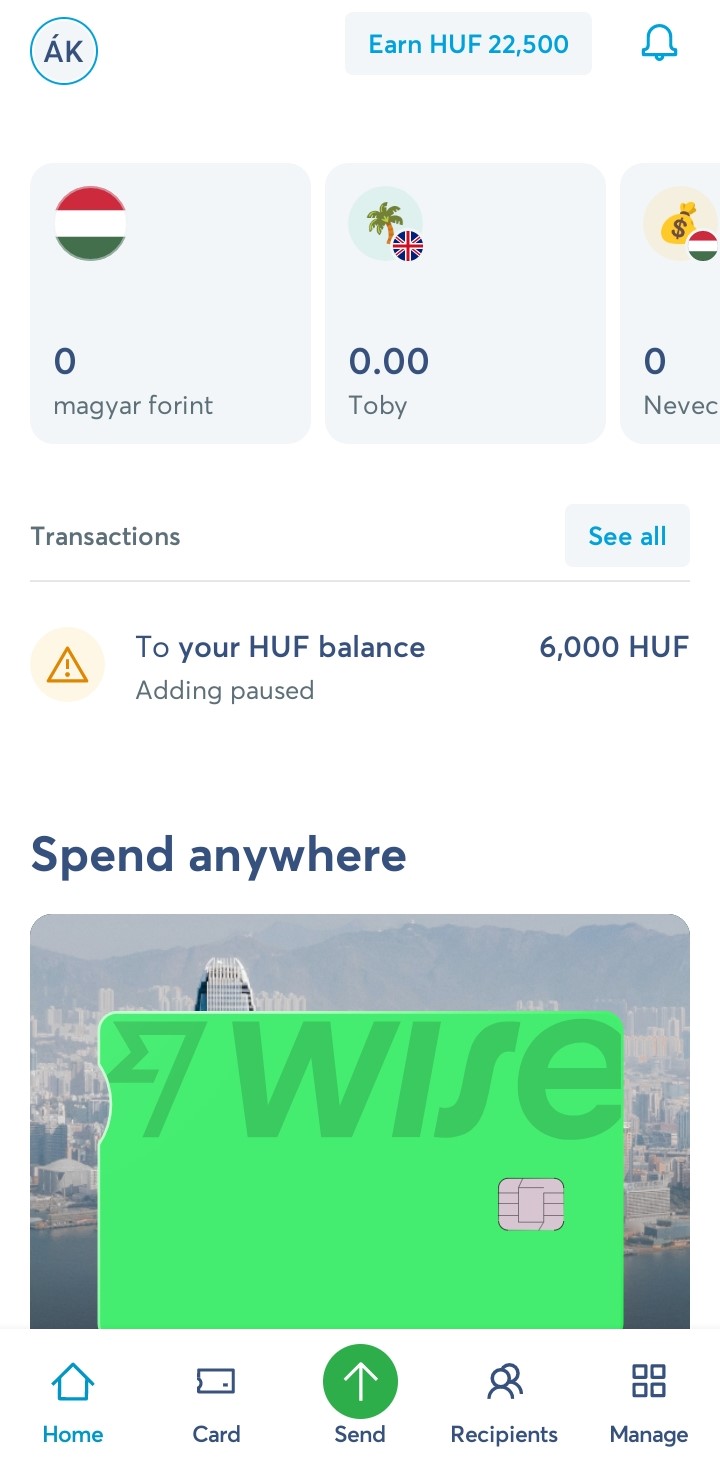 ÁK
Earn HUF 22,500
0
magyar forint
0.00
Toby
0
Nevec
Transactions
See all
To your HUF balance
6,000 HUF
Adding paused
Spend anywhere
WISE
Home
Card
Send
Recipients
Manage